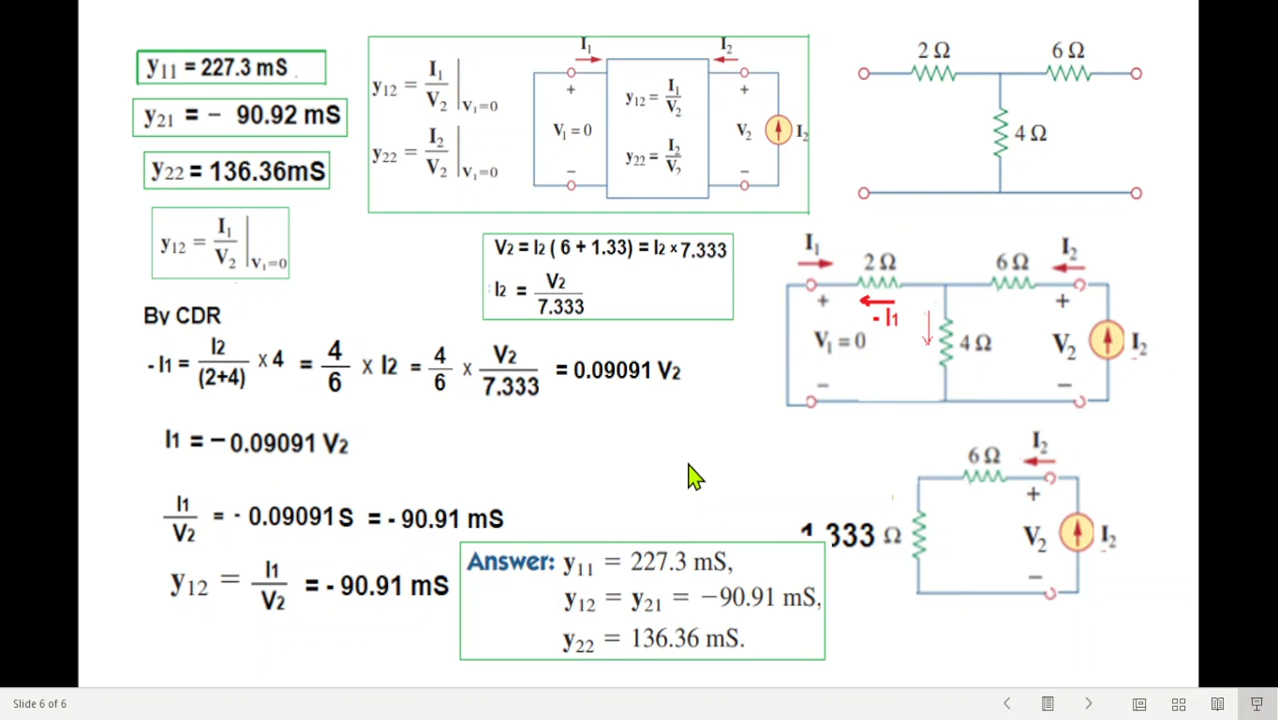 y11 = 227.3 mS
y21 = − 90.92 mS
y22 = 136.36mS
y12 = I1/V2 | V1=0
y12 = I1/V2 | V1=0
y22 = I2/V2 | V1=0
I1
I2
+
V1 = 0
−
y12 = I1/V2
y22 = I2/V2
+
V2
−
I2
2 Ω
6 Ω
4 Ω
V2 = I2 ( 6 + 1.33) = I2 × 7.333
I2 = V2/7.333
I1
2 Ω
6 Ω
I2
+
- I1
V1 = 0
4 Ω
+
V2
I2
−
−
By CDR
- I1 = I2/(2+4) × 4 = 4/6 × I2 = 4/6 × V2/7.333 = 0.09091 V2
I1 = − 0.09091 V2
I1/V2 = - 0.09091 S = - 90.91 mS
y12 = I1/V2 = - 90.91 mS
6 Ω
I2
+
1.333 Ω
V2
I2
−
Answer: y11 = 227.3 mS,
y12 = y21 = −90.91 mS,
y22 = 136.36 mS.
Slide 6 of 6